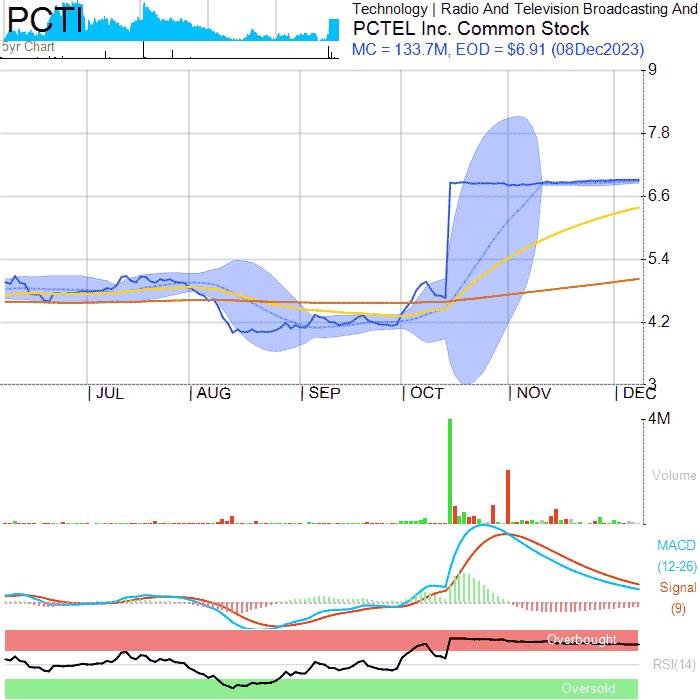 PCTI
5yr Chart
Technology | Radio And Television Broadcasting And
PCTEL Inc. Common Stock
MC = 133.7M, EOD = $6.91 (08Dec2023)
9
7.8
6.6
5.4
4.2
3
JUL AUG SEP OCT NOV DEC
4M
Volume
MACD
(12-26)
Signal
(9)
Overbought
RSI(14)
Oversold